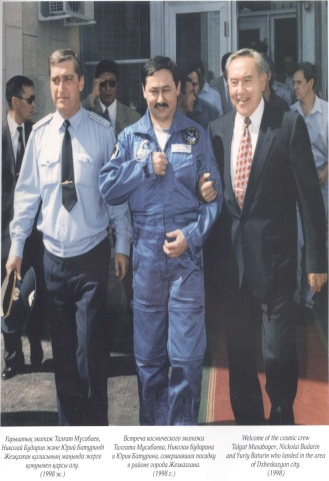 Ғарыштық экипаж Талғат Мұсабаев,
Николай Бударин және Юрий Батуринді
Жезқазған қаласының маңында жерге
қонуымен қарсы алу.
(1998 ж.)
Встреча космического экипажа
Талгата Мусабаева, Николая Бударина
и Юрия Батурина, совершивших посадку
в районе города Жезказгана.
(1998 г.)
Welcome of the cosmic crew
Talgat Musabayev, Nickolai Budarin
and Yuriy Baturin who landed in the area
of Dzheskazgan city.
(1998)